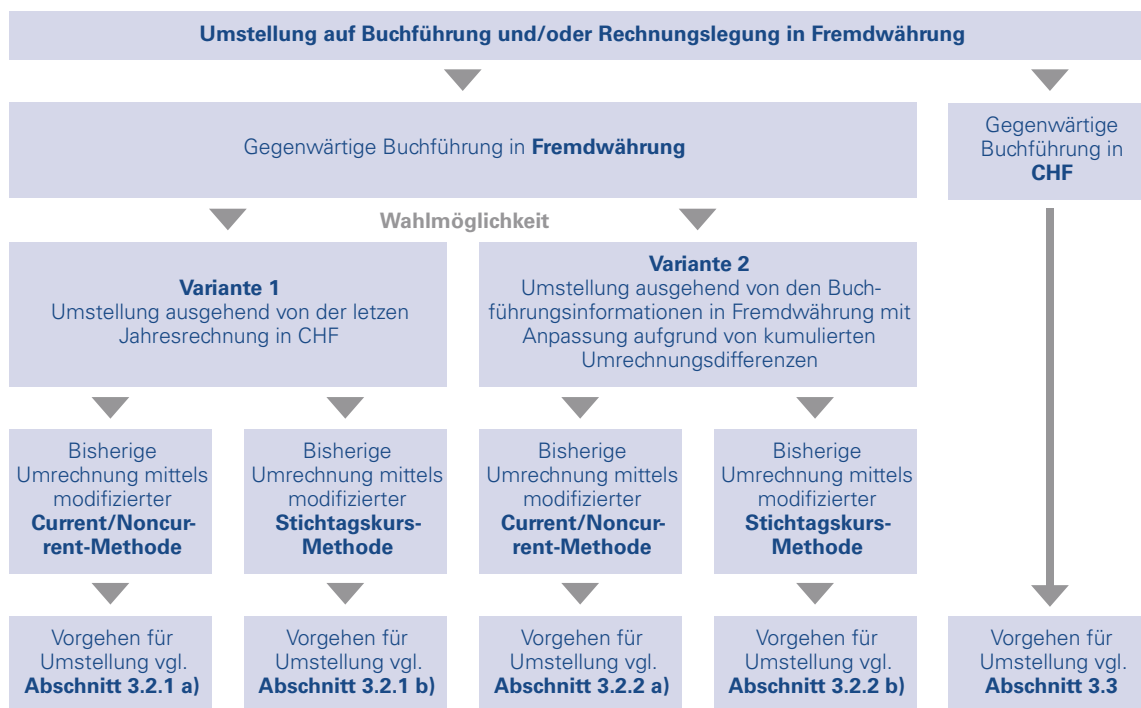 Umstellung auf Buchführung und/oder Rechnungslegung in Fremdwährung
Gegenwärtige Buchführung in Fremdwährung
Gegenwärtige
Buchführung in
CHF
Wahlmöglichkeit
Variante 1
Umstellung ausgehend von der letzen
Jahresrechnung in CHF
Variante 2
Umstellung ausgehend von den Buch-
führungsinformationen in Fremdwährung mit
Anpassung aufgrund von kumulierten
Umrechnungsdifferenzen
Bisherige
Umrechnung mittels
modifizierter
Current/Noncur-
rent-Methode
Bisherige
Umrechnung mittels
modifizierter
Stichtagskurs-
Methode
Bisherige
Umrechnung mittels
modifizierter
Current/Noncur-
rent-Methode
Bisherige
Umrechnung mittels
modifizierter
Stichtagskurs-
Methode
Vorgehen für
Umstellung vgl.
Abschnitt 3.2.1 a)
Vorgehen für
Umstellung vgl.
Abschnitt 3.2.1 b)
Vorgehen für
Umstellung vgl.
Abschnitt 3.2.2 a)
Vorgehen für
Umstellung vgl.
Abschnitt 3.2.2 b)
Vorgehen für
Umstellung vgl.
Abschnitt 3.3